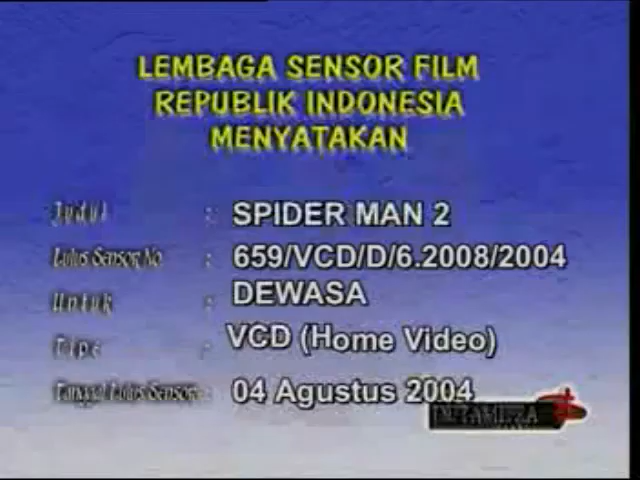 LEMBAGA SENSOR FILM
REPUBLIK INDONESIA
MENYATAKAN
Judul : SPIDER MAN 2
Lulus Sensor No : 659/VCD/D/6.2008/2004
Untuk : DEWASA
Tipe : VCD (Home Video)
Tanggal Lulus Sensor : 04 Agustus 2004